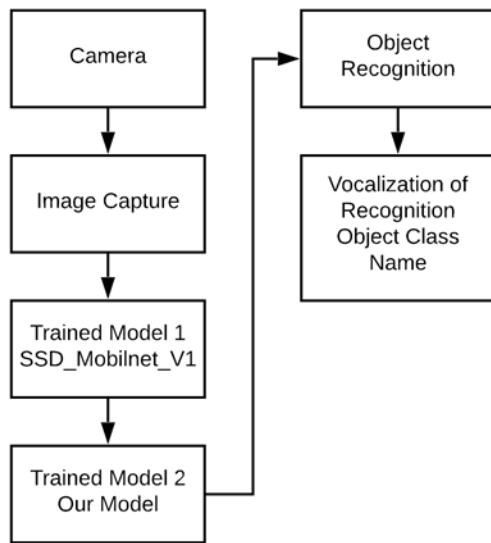 Camera
Image Capture
Trained Model 1
SSD_Mobilnet_V1
Trained Model 2
Our Model
Object
Recognition
Vocalization of
Recognition
Object Class
Name